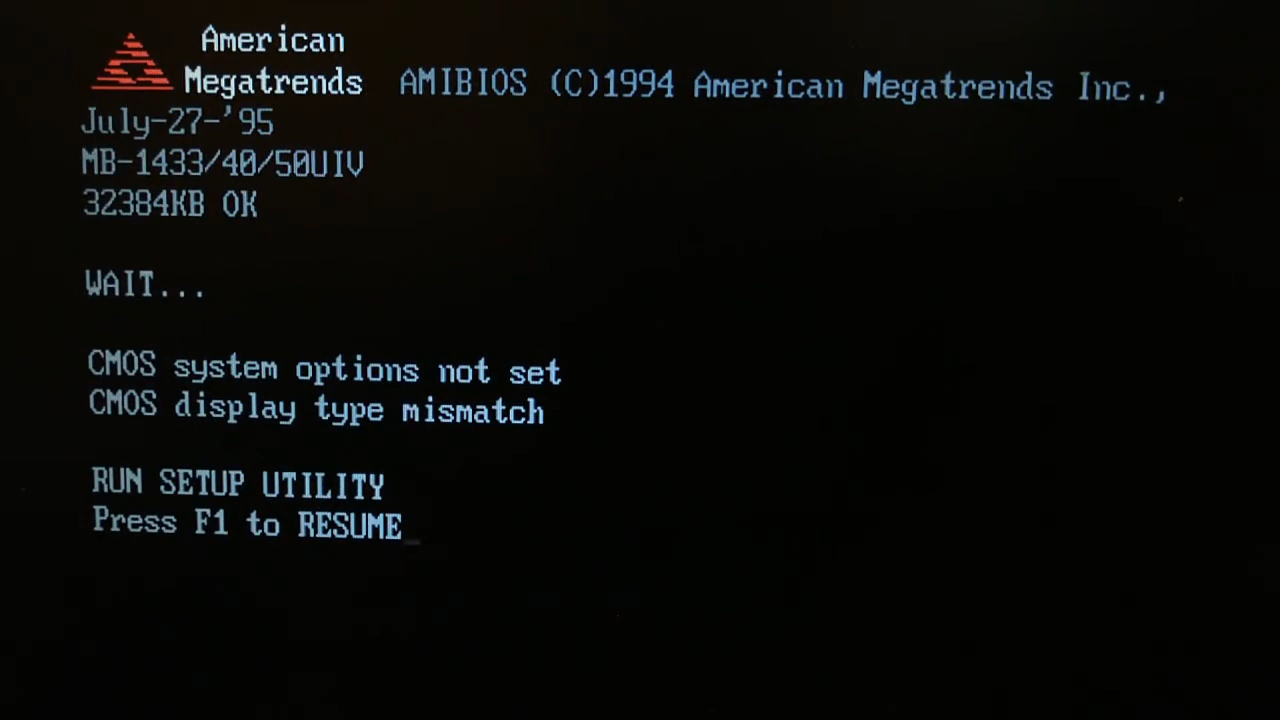 American
Megatrends AMIBIOS (C)1994 American Megatrends Inc.,
July-27-'95
MB-1433/40/50UIV
32384KB OK
WAIT...
CMOS system options not set
CMOS display type mismatch
RUN SETUP UTILITY
Press F1 to RESUME_